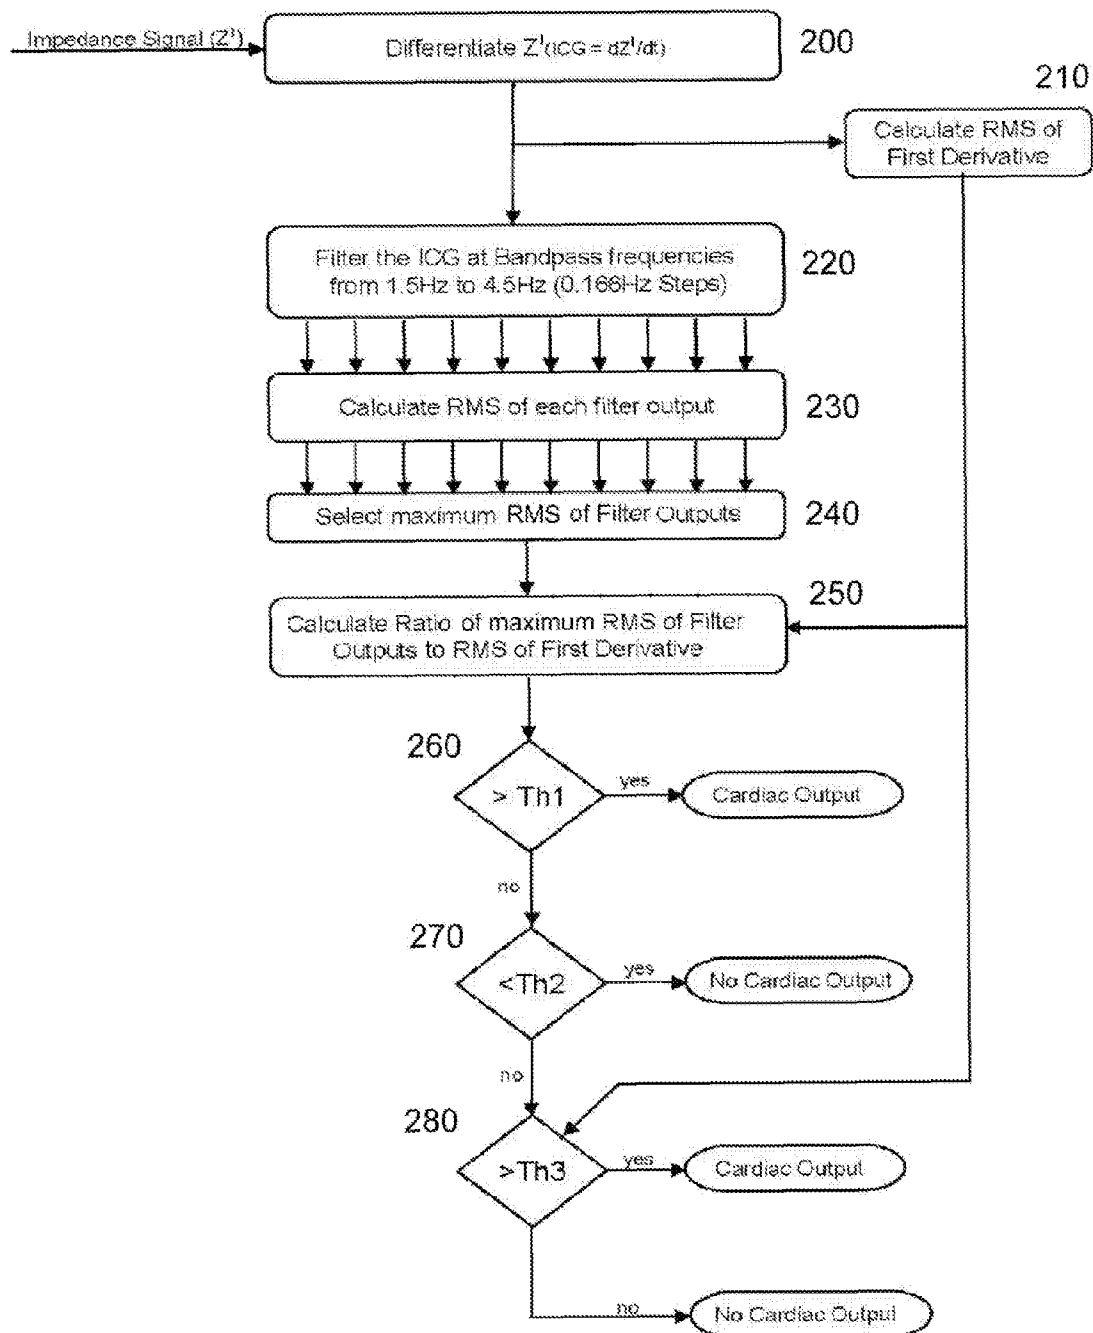 Impedance Signal (Z¹)
Differentiate Z¹(ICG = dZ¹/dt)
200
210
Calculate RMS of
First Derivative
Filter the ICG at Bandpass frequencies
from 1.5Hz to 4.5Hz (0.166Hz Steps)
220
Calculate RMS of each filter output
230
Select maximum RMS of Filter Outputs
240
250
Calculate Ratio of maximum RMS of Filter
Outputs to RMS of First Derivative
260
> Th1
yes
Cardiac Output
no
270
<Th2
yes
No Cardiac Output
no
280
>Th3
yes
Cardiac Output
no
No Cardiac Output